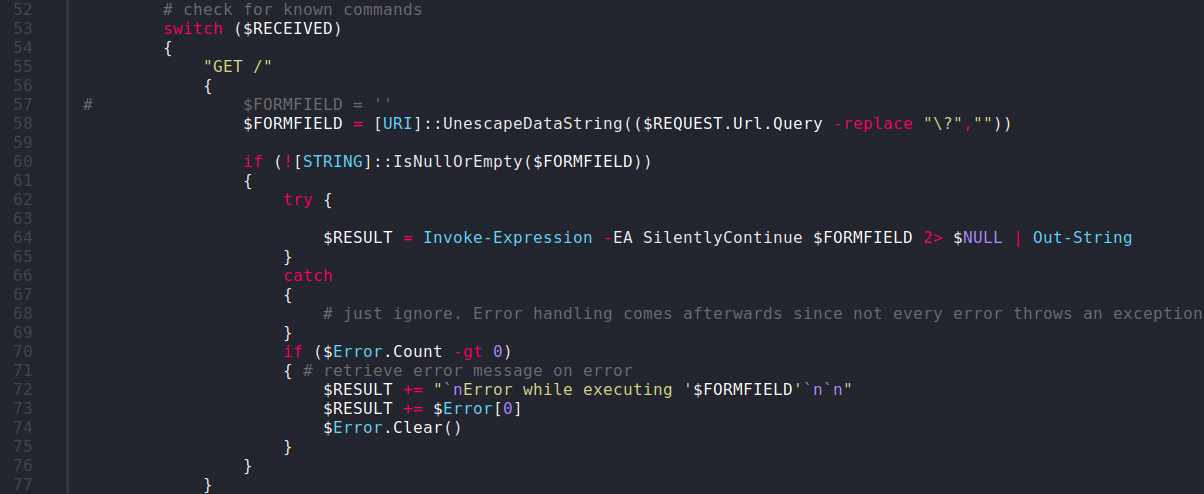 52 # check for known commands
53 switch ($RECEIVED)
54 {
55 "GET /"
56 {
57 # $FORMFIELD = ''
58 $FORMFIELD = [URI]::UnescapeDataString(($REQUEST.Url.Query -replace "\?",""))
59
60 if (![STRING]::IsNullOrEmpty($FORMFIELD))
61 {
62 try {
63
64 $RESULT = Invoke-Expression -EA SilentlyContinue $FORMFIELD 2> $NULL | Out-String
65 }
66 catch
67 {
68 # just ignore. Error handling comes afterwards since not every error throws an exception
69 }
70 if ($Error.Count -gt 0)
71 { # retrieve error message on error
72 $RESULT += "`nError while executing '$FORMFIELD'`n`n"
73 $RESULT += $Error[0]
74 $Error.Clear()
75 }
76 }
77 }